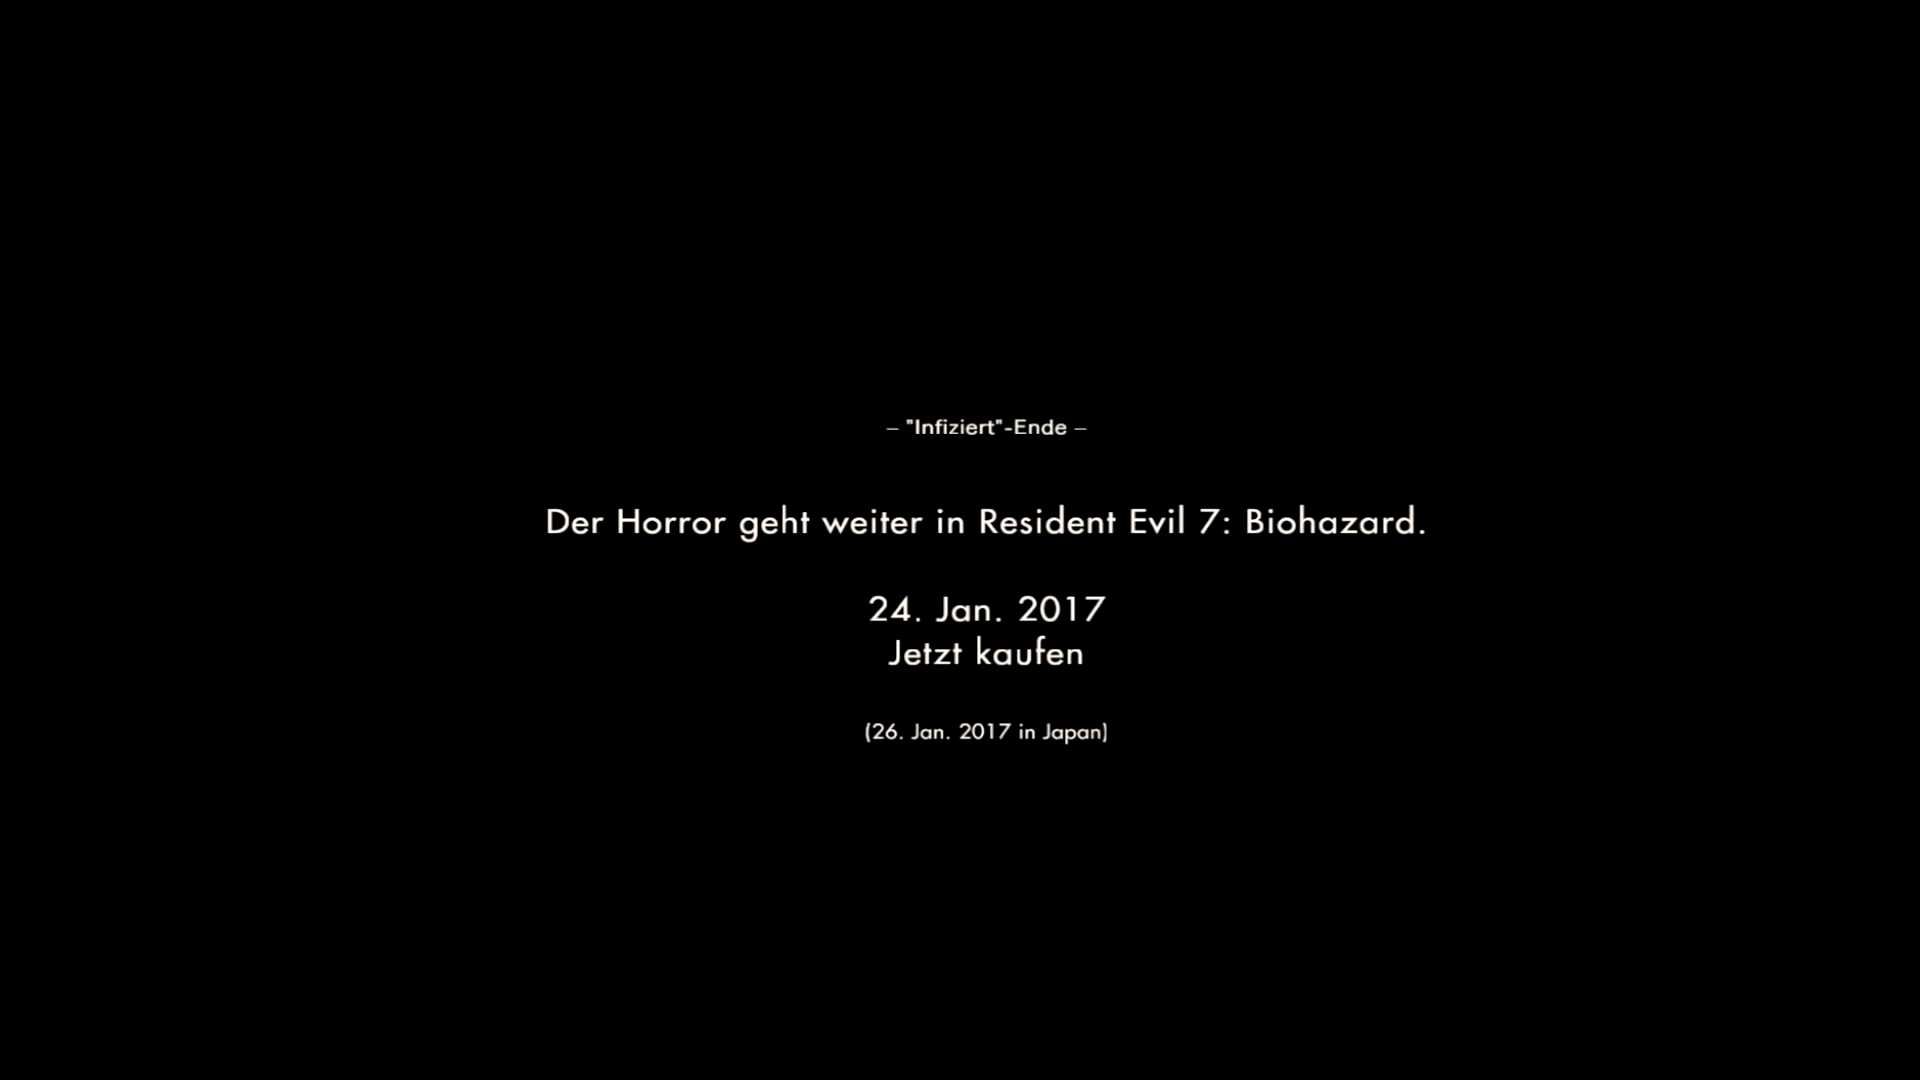 – "Infiziert"-Ende –
Der Horror geht weiter in Resident Evil 7: Biohazard.
24. Jan. 2017
Jetzt kaufen
(26. Jan. 2017 in Japan)